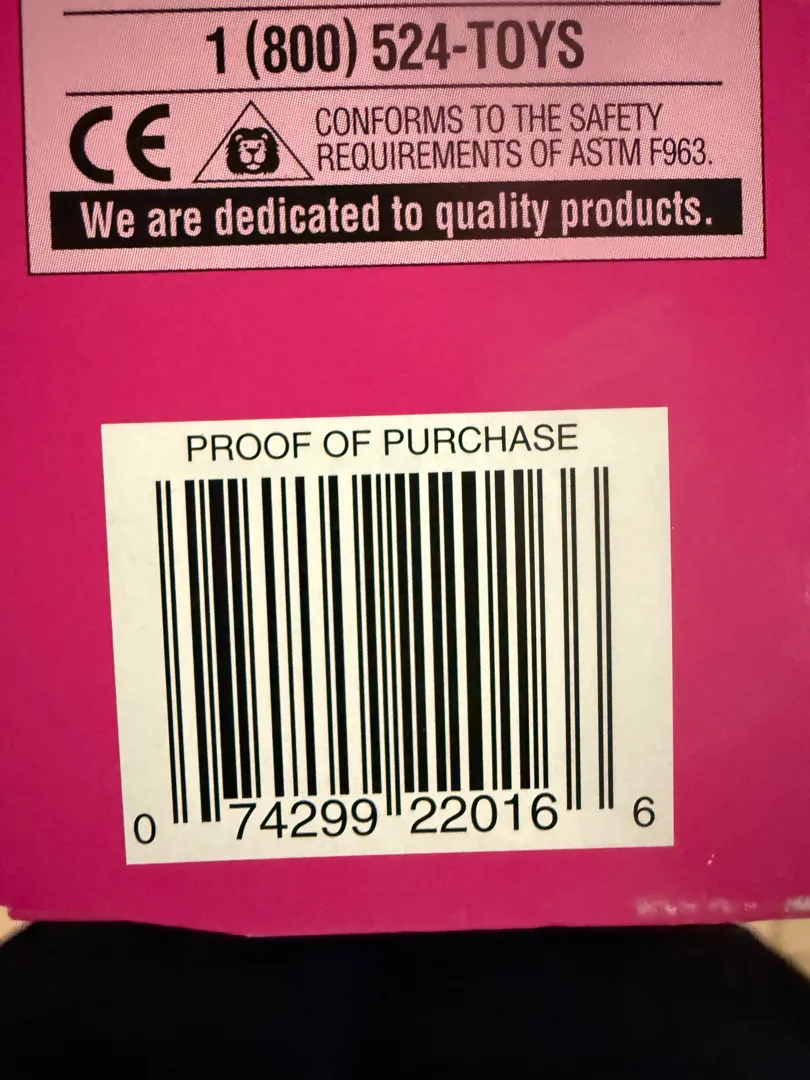 1 (800) 524-TOYS
CE
CONFORMS TO THE SAFETY
REQUIREMENTS OF ASTM F963.
We are dedicated to quality products.
PROOF OF PURCHASE
0 74299 22016 6